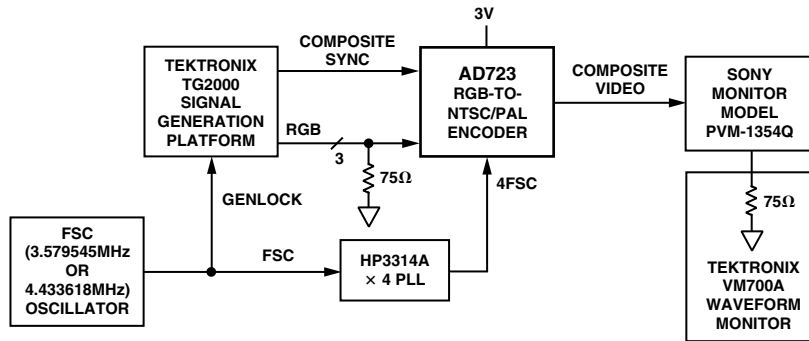 3V
COMPOSITE
SYNC
TEKTRONIX
TG2000
SIGNAL
GENERATION
PLATFORM
RGB
3
75Ω
AD723
RGB-TO-
NTSC/PAL
ENCODER
COMPOSITE
VIDEO
SONY
MONITOR
MODEL
PVM-1354Q
GENLOCK
4FSC
75Ω
FSC
(3.579545MHz
OR
4.433618MHz)
OSCILLATOR
FSC
HP3314A
× 4 PLL
TEKTRONIX
VM700A
WAVEFORM
MONITOR